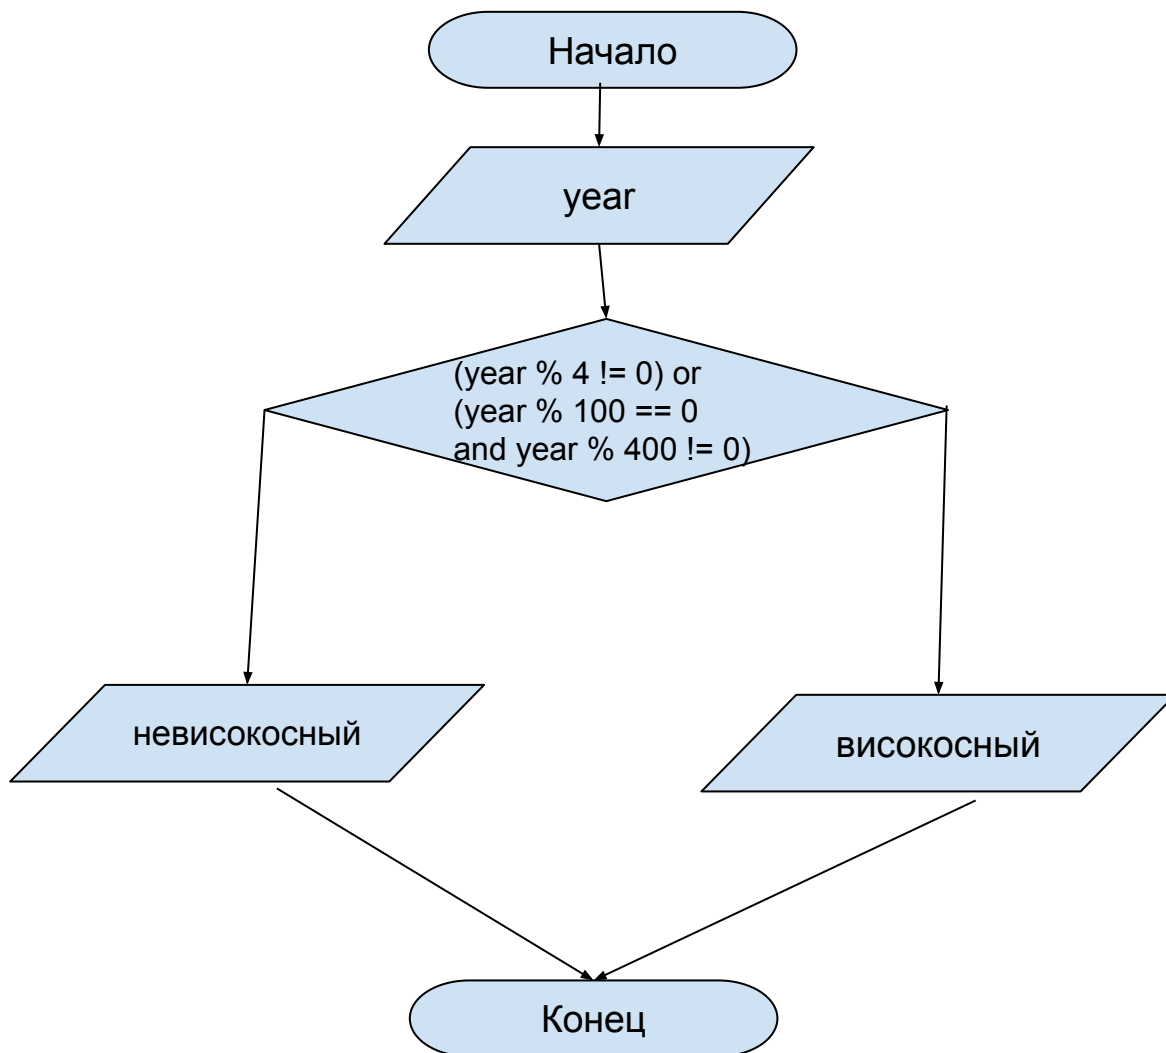 Начало
year
(year % 4 != 0) or
(year % 100 == 0
and year % 400 != 0)
невисокосный
високосный
Конец